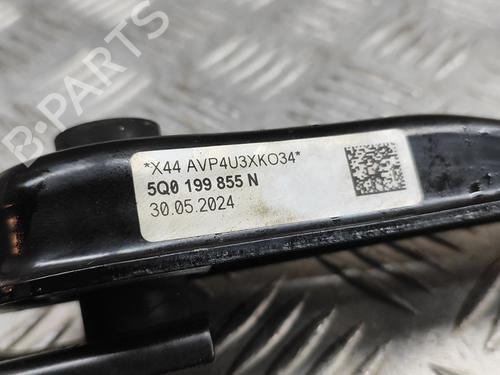 B-PARTS
*X44 AVP4U3XKO34*
5Q0 199 855 N
30.05.2024